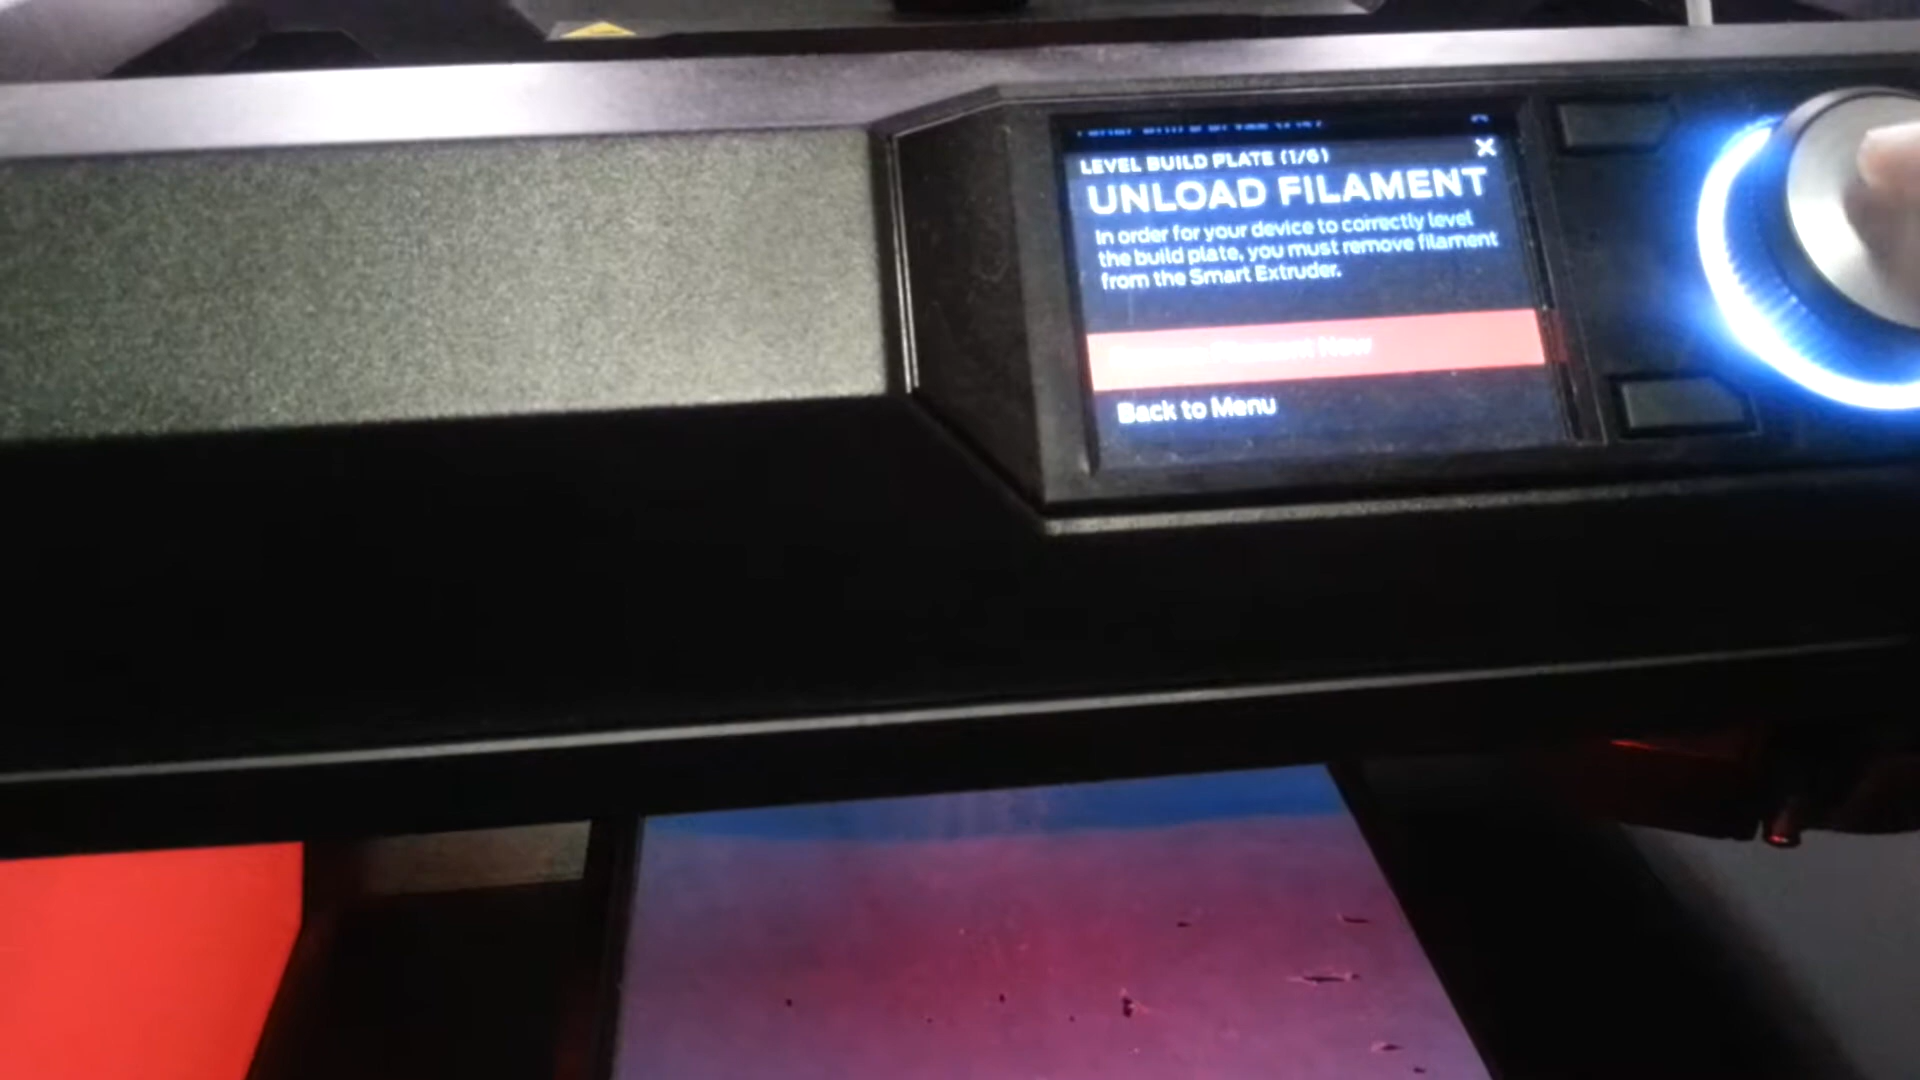 LEVEL BUILD PLATE (1/6)
UNLOAD FILAMENT
In order for your device to correctly level
the build plate, you must remove filament
from the Smart Extruder.
Now
Back to Menu